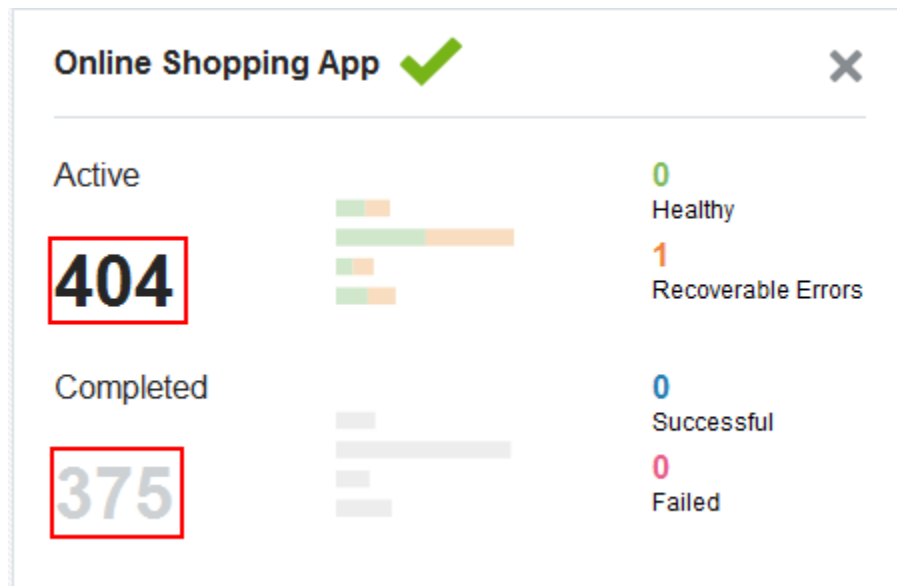 Online Shopping App
Active
404
0
Healthy
1
Recoverable Errors
Completed
375
0
Successful
0
Failed